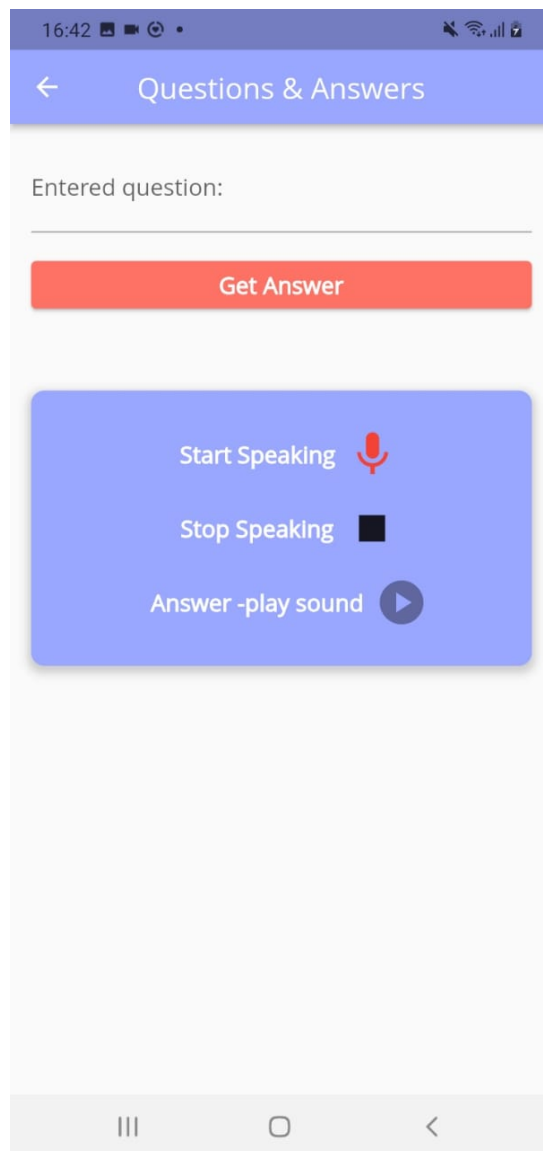 16:42
Questions & Answers
Entered question:
Get Answer
Start Speaking
Stop Speaking
Answer -play sound